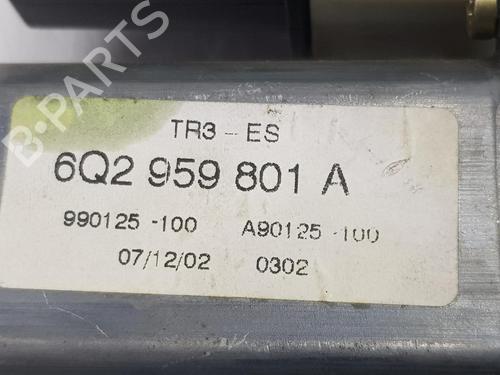 TR3-ES
6Q2 959 801 A
990125-100 A90125-100
07/12/02 0302
B-PARTS